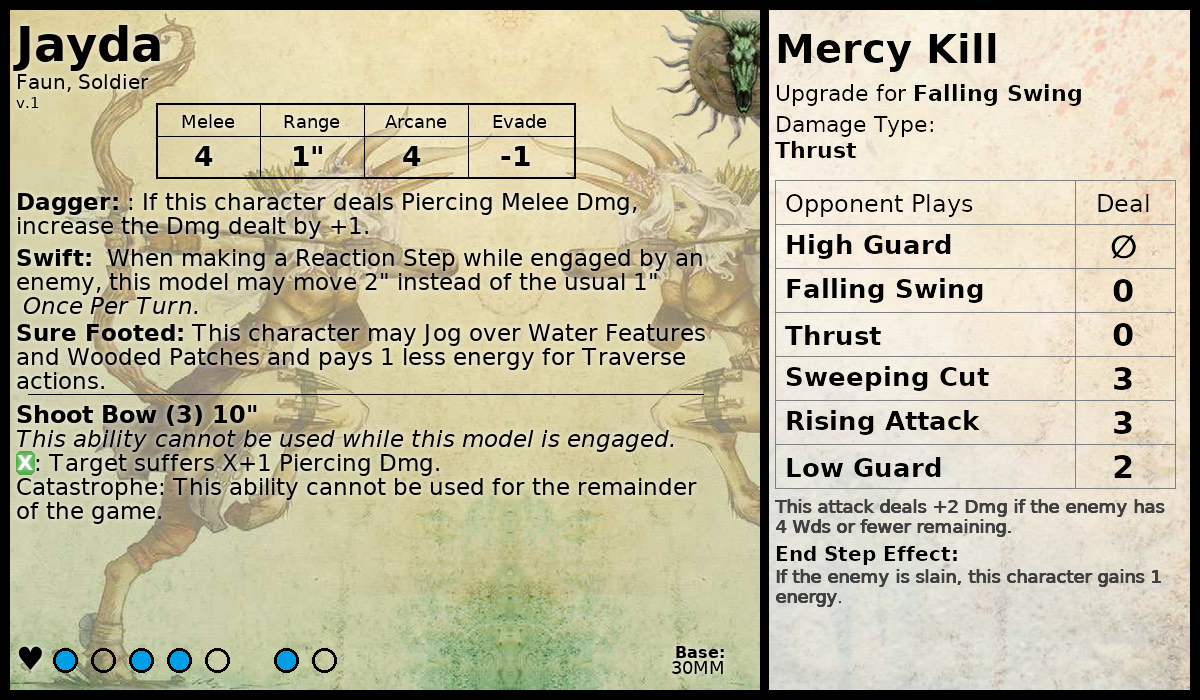 Jayda
Faun, Soldier
v.1
Melee Range Arcane Evade
4 1" 4 -1
Dagger: : If this character deals Piercing Melee Dmg,
increase the Dmg dealt by +1.
Swift: When making a Reaction Step while engaged by an
enemy, this model may move 2" instead of the usual 1"
Once Per Turn.
Sure Footed: This character may Jog over Water Features
and Wooded Patches and pays 1 less energy for Traverse
actions.
Shoot Bow (3) 10"
This ability cannot be used while this model is engaged.
X: Target suffers X+1 Piercing Dmg.
Catastrophe: This ability cannot be used for the remainder
of the game.
Base:
30MM
Mercy Kill
Upgrade for Falling Swing
Damage Type:
Thrust
Opponent Plays Deal
High Guard ∅
Falling Swing 0
Thrust 0
Sweeping Cut 3
Rising Attack 3
Low Guard 2
This attack deals +2 Dmg if the enemy has
4 Wds or fewer remaining.
End Step Effect:
If the enemy is slain, this character gains 1
energy.